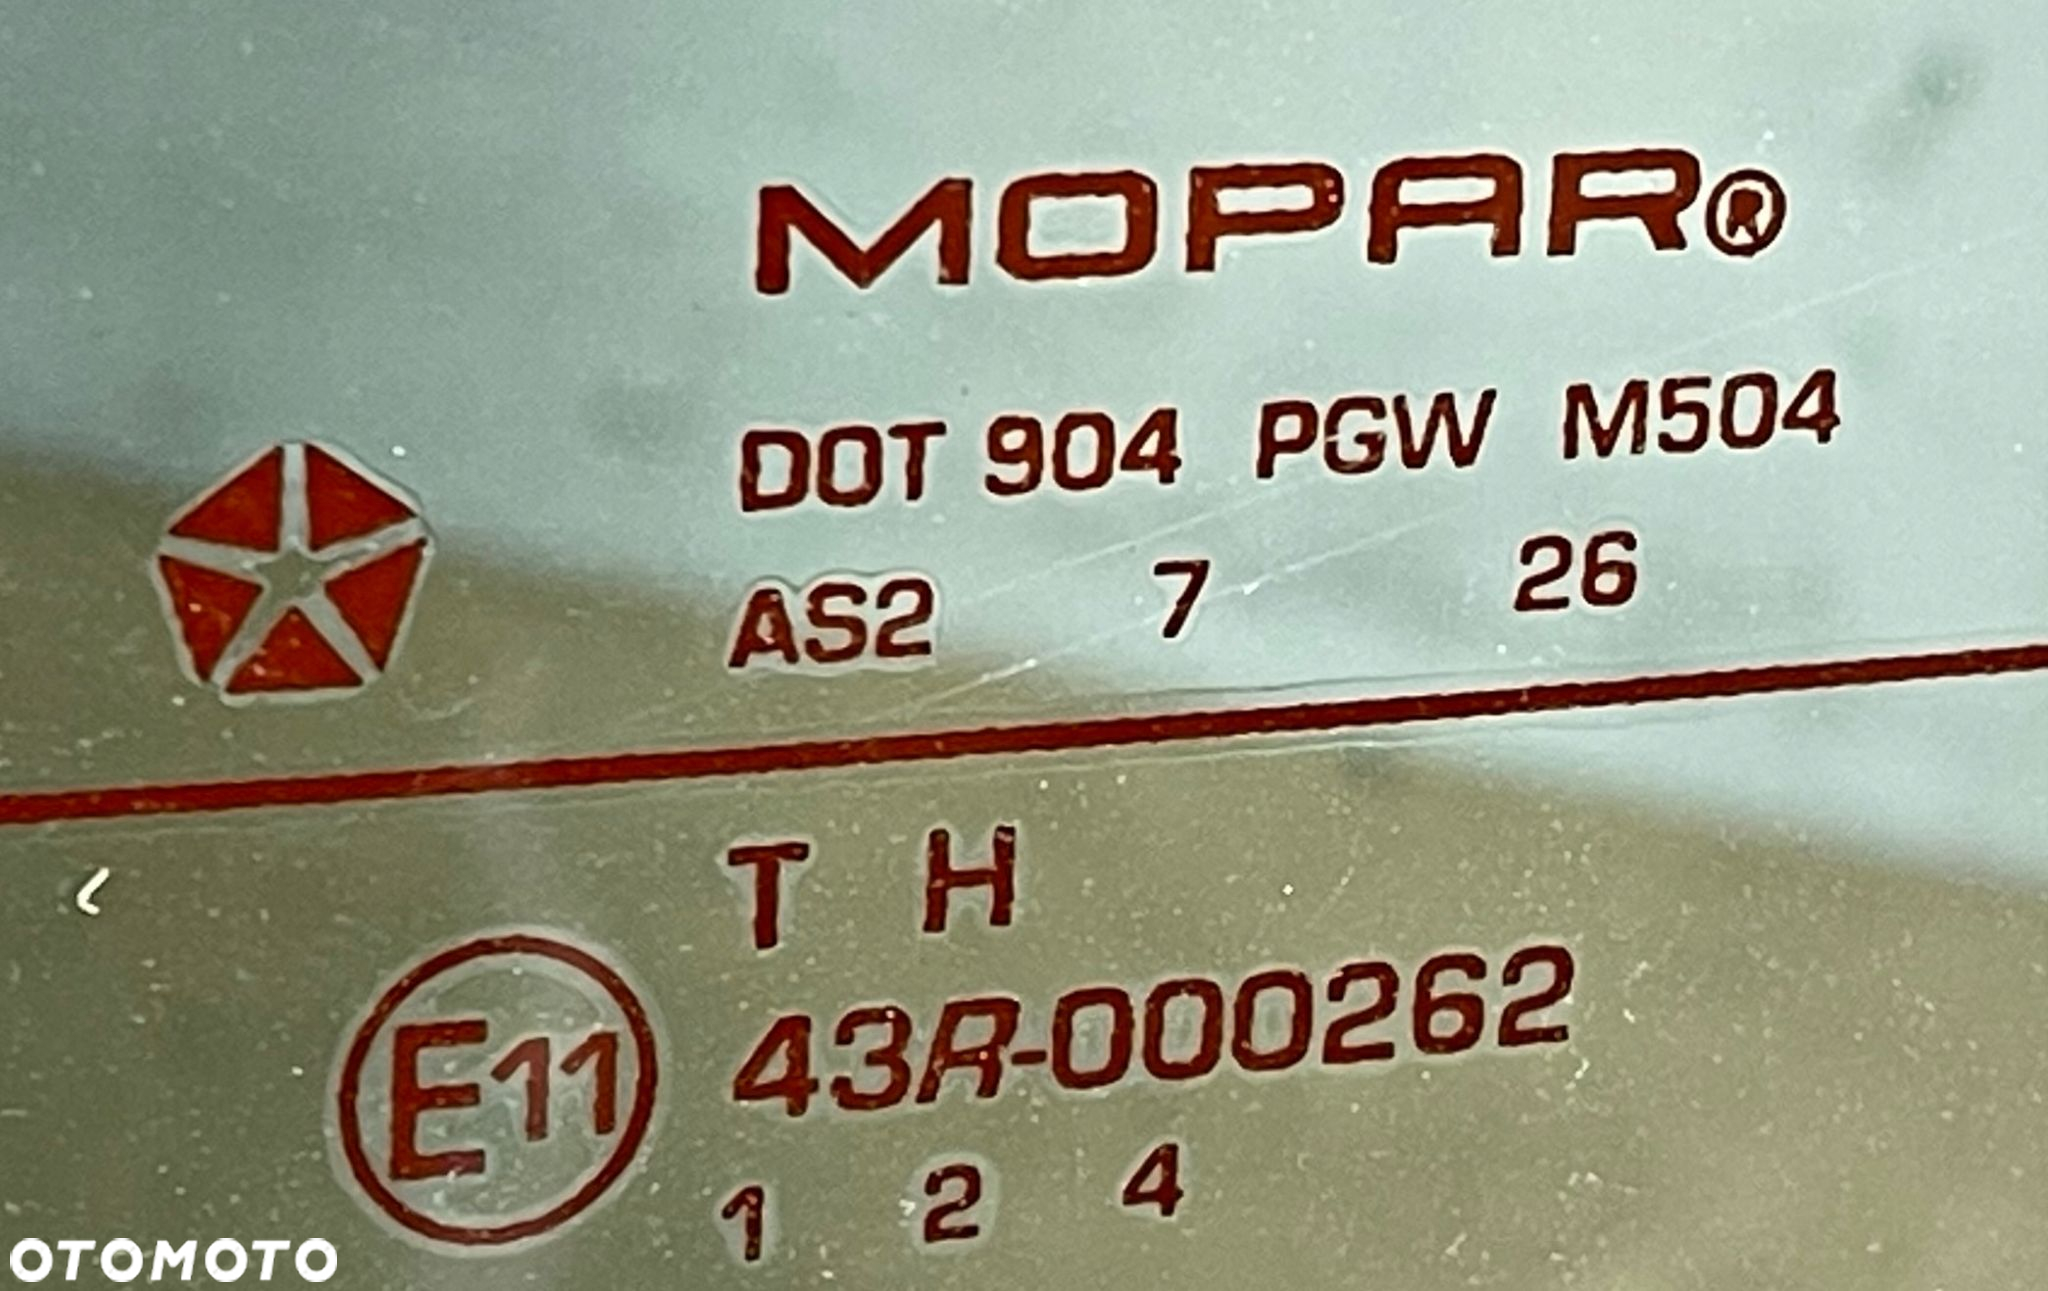 MOPAR®
DOT 904 PGW M504
AS2 7 26
T H
E11 43R-000262
1 2 4
OTOMOTO